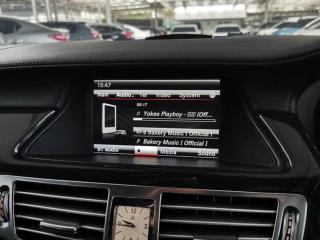 15:47
Navi Audio Tel Video System
00:17
Yokee Playboy - (Off...
6 Bakery Music [ Official ]
Bakery Music [ Official ]
BT audio Media Sound